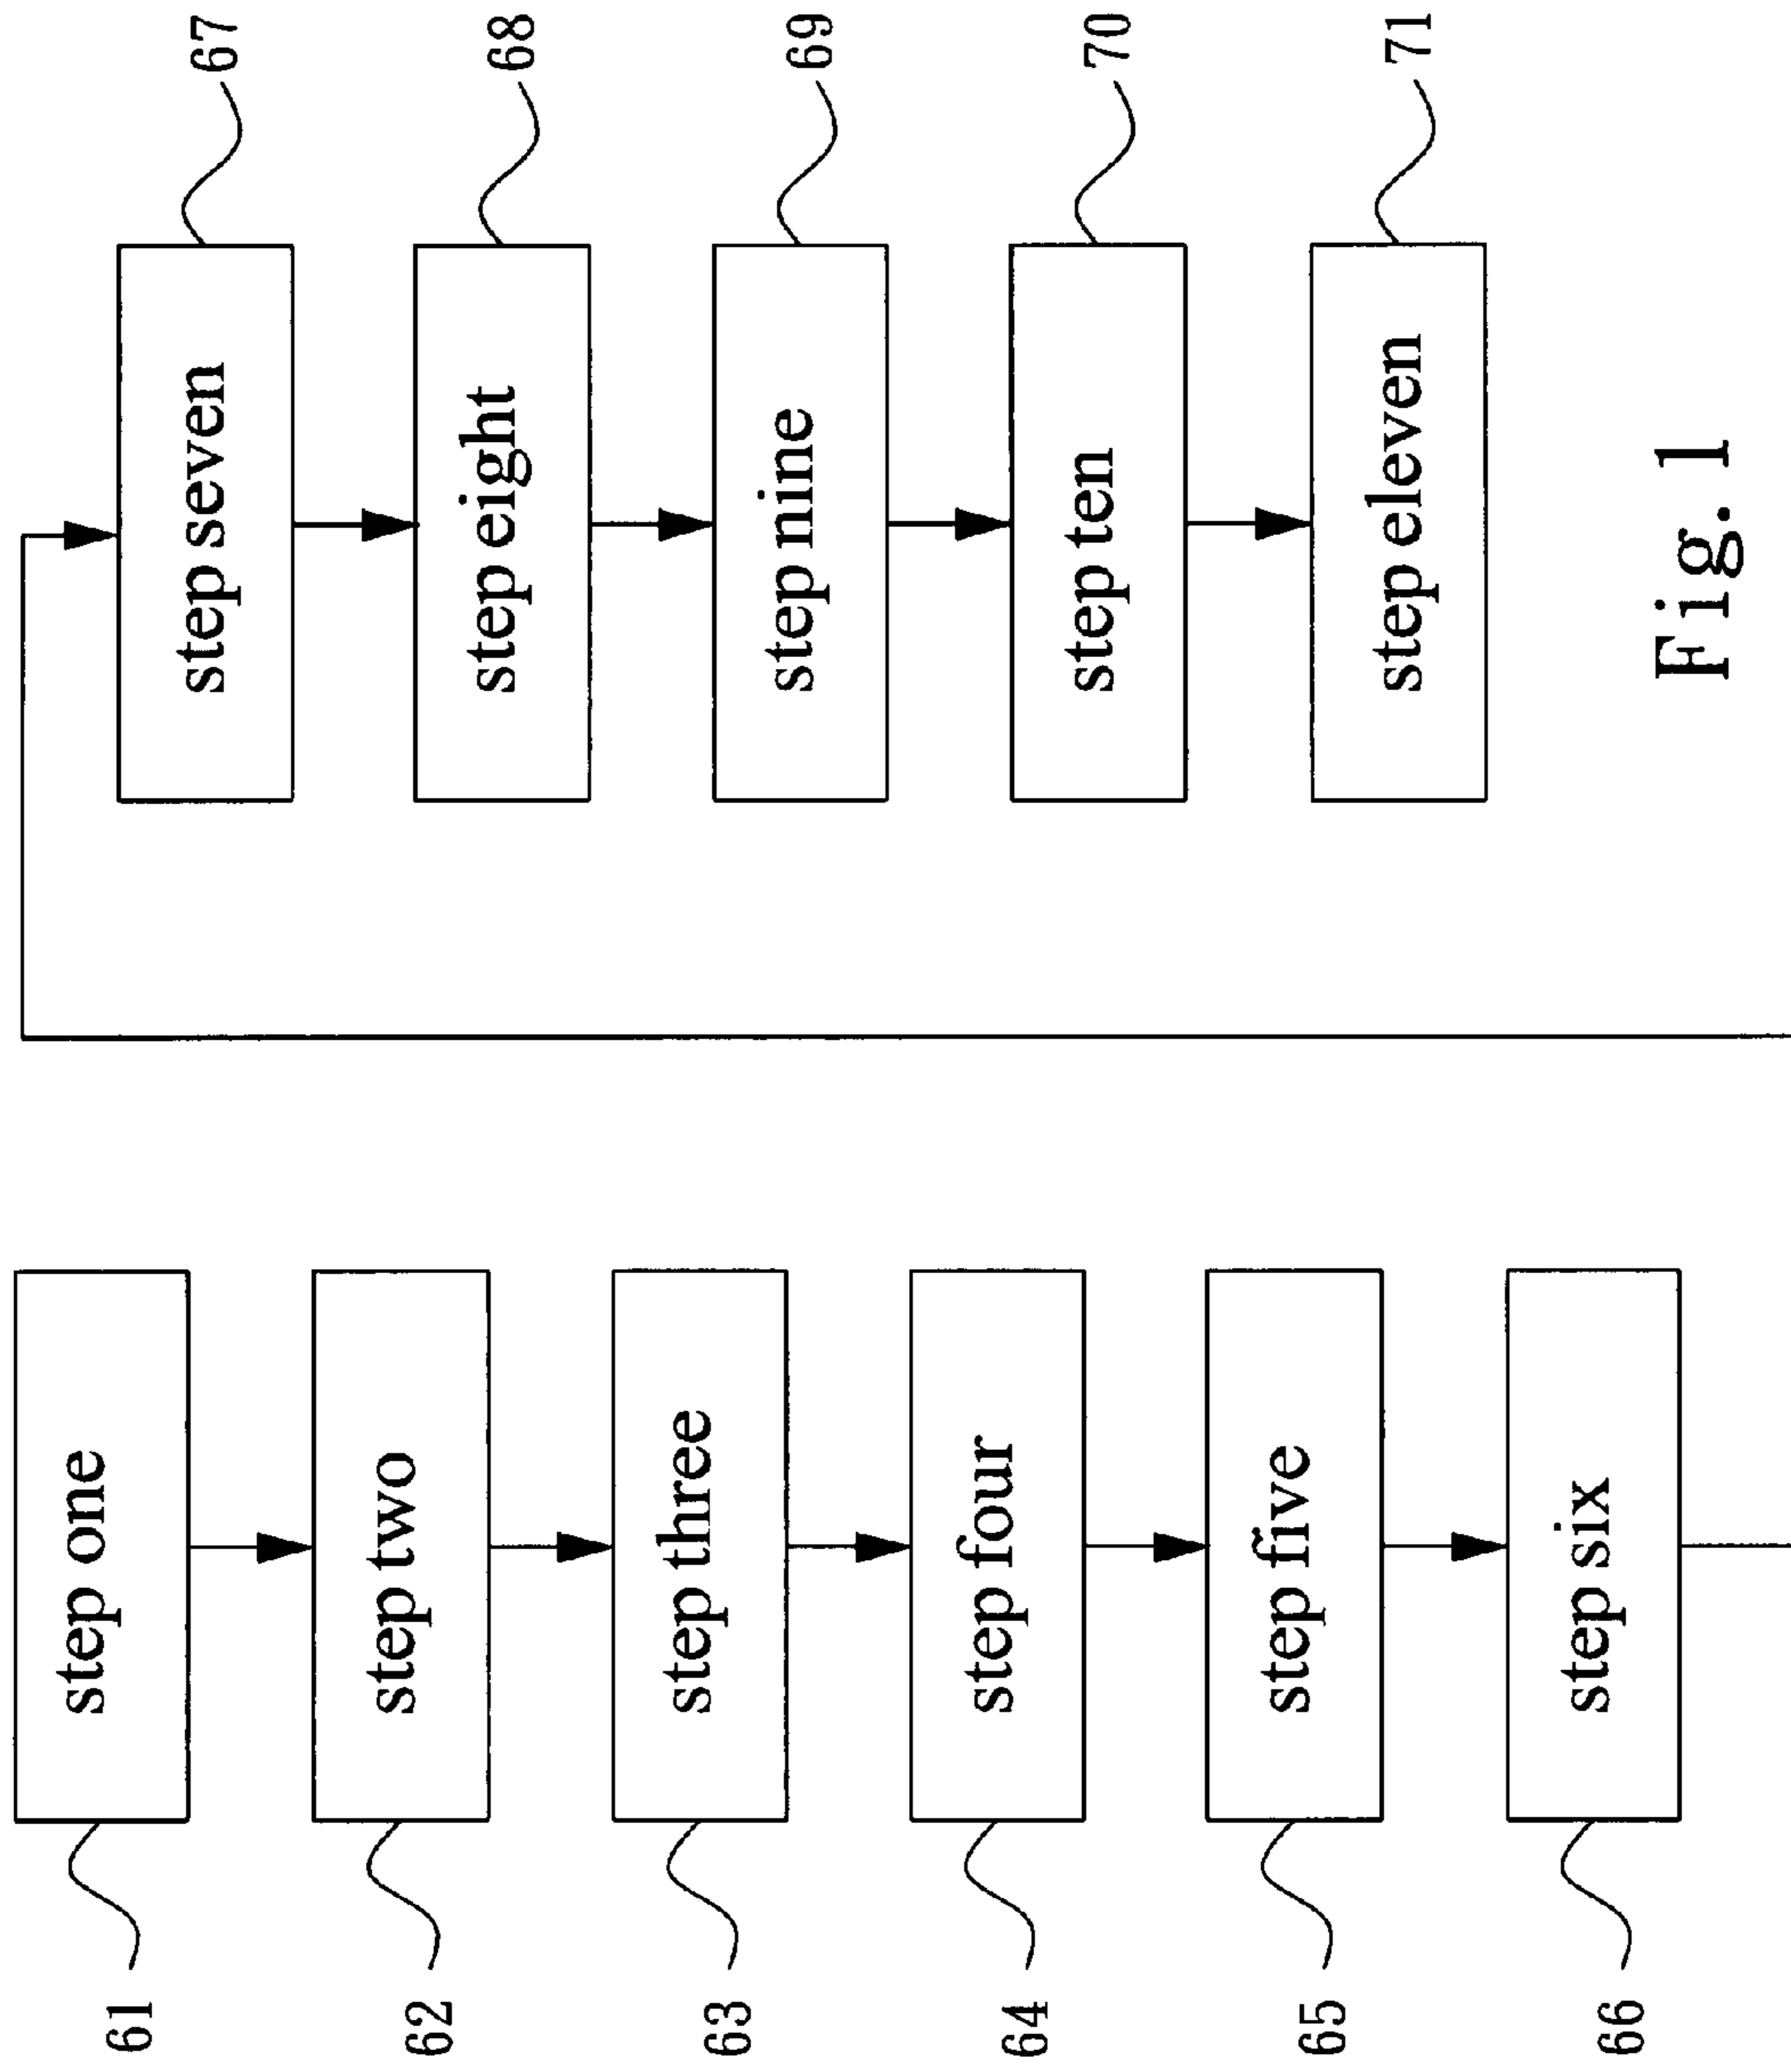 61
step one
62
step two
63
step three
64
step four
65
step five
66
step six
step seven
67
step eight
68
step nine
69
step ten
70
step eleven
71
Fig. 1